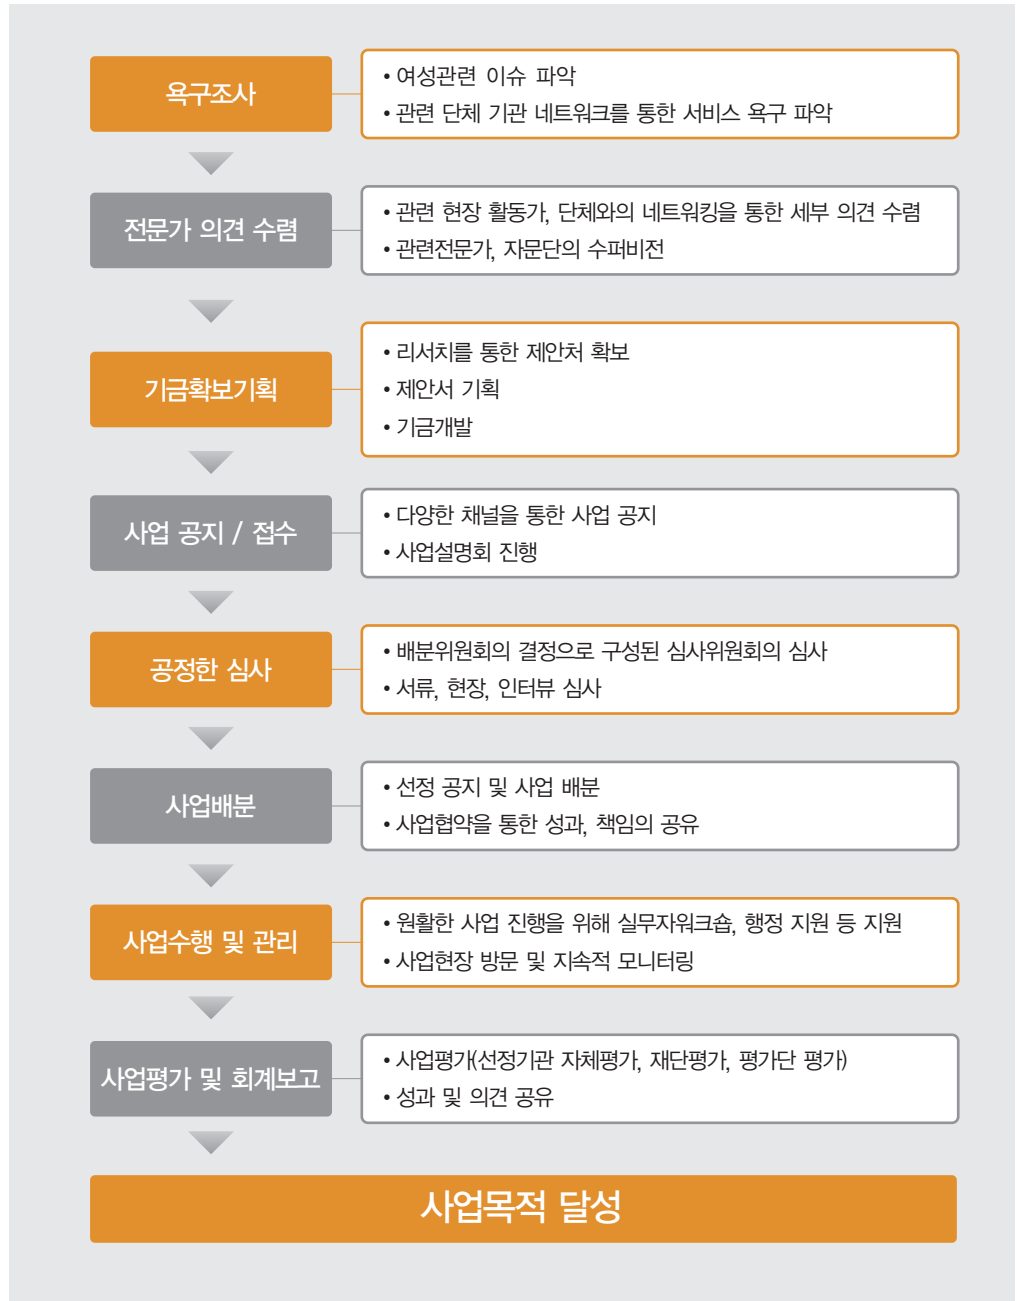 욕구조사
• 여성관련 이슈 파악
• 관련 단체 기관 네트워크를 통한 서비스 욕구 파악
전문가 의견 수렴
• 관련 현장 활동가, 단체와의 네트워킹을 통한 세부 의견 수렴
• 관련전문가, 자문단의 수퍼비전
기금확보기획
• 리서치를 통한 제안처 확보
• 제안서 기획
• 기금개발
사업 공지 / 접수
• 다양한 채널을 통한 사업 공지
• 사업설명회 진행
공정한 심사
• 배분위원회의 결정으로 구성된 심사위원회의 심사
• 서류, 현장, 인터뷰 심사
사업배분
• 선정 공지 및 사업 배분
• 사업협약을 통한 성과, 책임의 공유
사업수행 및 관리
• 원활한 사업 진행을 위해 실무자워크숍, 행정 지원 등 지원
• 사업현장 방문 및 지속적 모니터링
사업평가 및 회계보고
• 사업평가(선정기관 자체평가, 재단평가, 평가단 평가)
• 성과 및 의견 공유
사업목적 달성